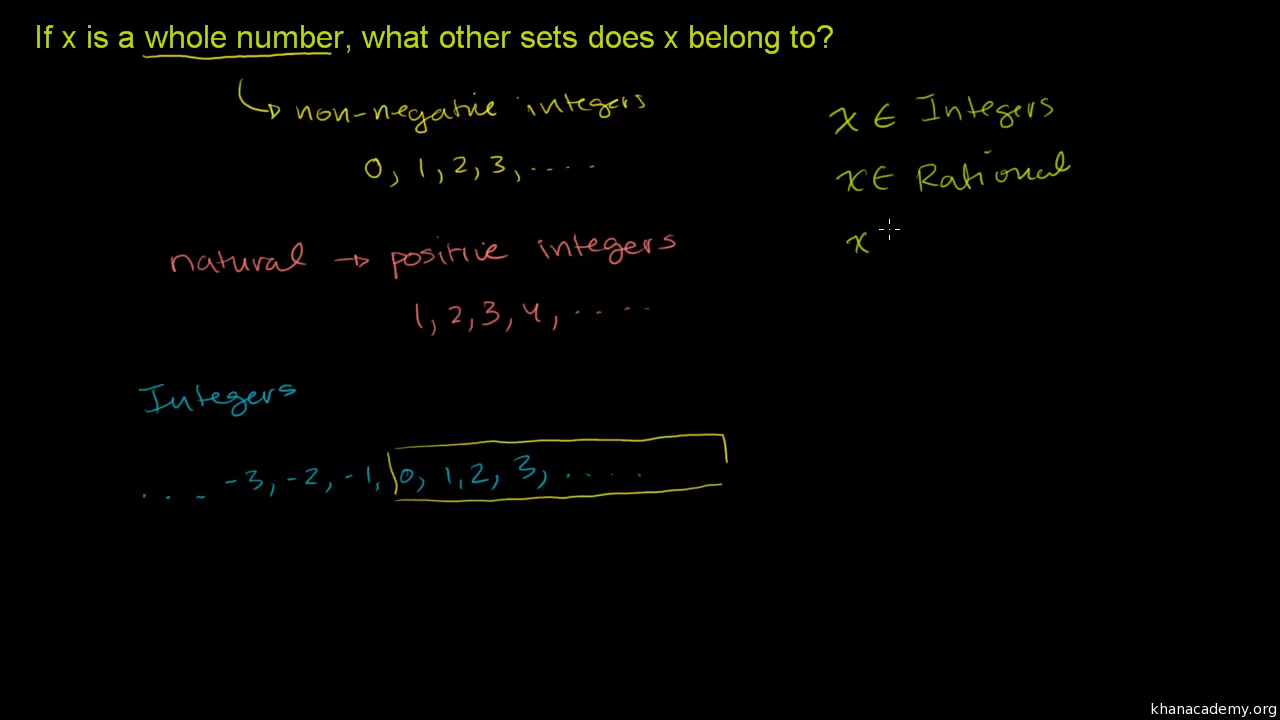 If x is a whole number, what other sets does x belong to?
non-negative integers
0, 1, 2, 3, ....
natural → positive integers
1, 2, 3, 4, ....
Integers
... -3, -2, -1, 0, 1, 2, 3, ....
x ∈ Integers
x ∈ Rational
x
khanacademy.org